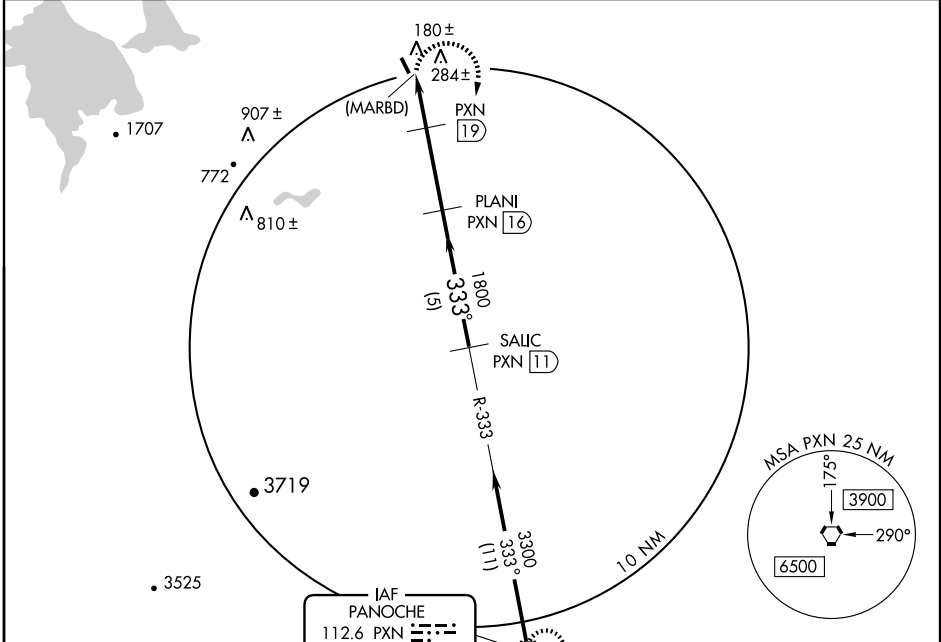 180 ±
284 ±
(MARBD)
PXN
19
907 ±
1707
772
810 ±
PLANI
PXN 16
1800
333°
(5)
SALIC
PXN 11
R-333
3719
3525
3300
333°
(11)
10 NM
MSA PXN 25 NM
175°
3900
290°
6500
IAF
PANOCHE
112.6 PXN